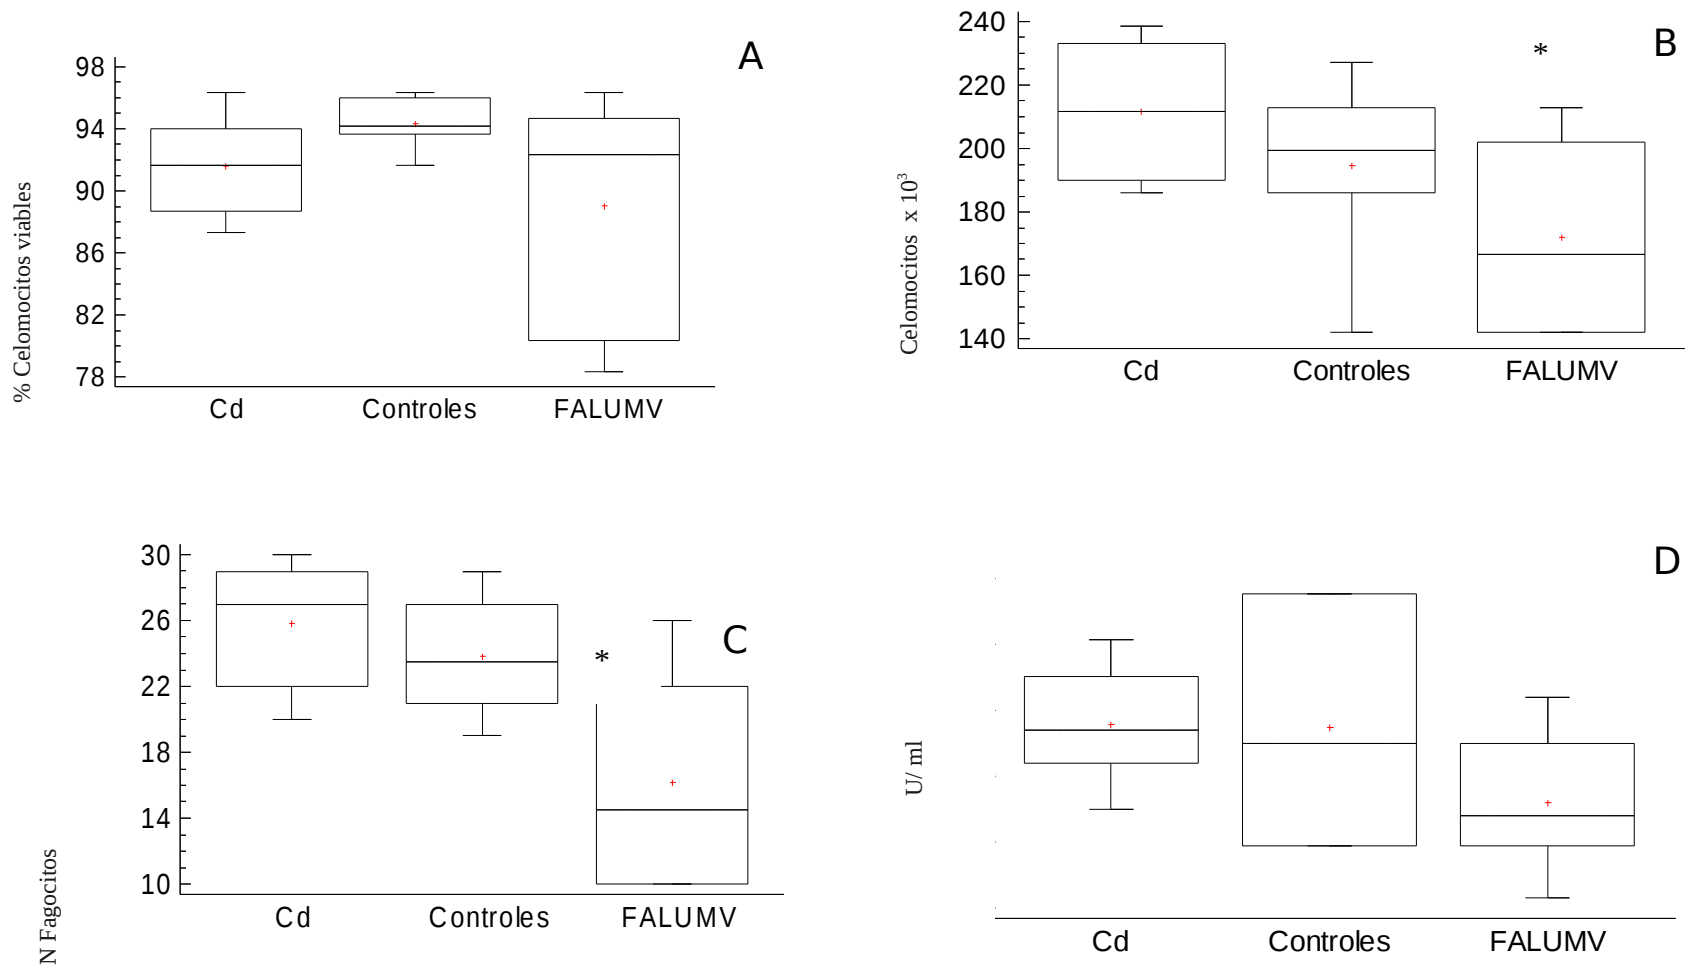 A
% Celomocitos viables
98
94
90
86
82
78
Cd Controles FALUMV
B
*
Celomocitos x 10³
240
220
200
180
160
140
Cd Controles FALUMV
C
*
N Fagocitos
30
26
22
18
14
10
Cd Controles FALUMV
D
U/ ml
Cd Controles FALUMV